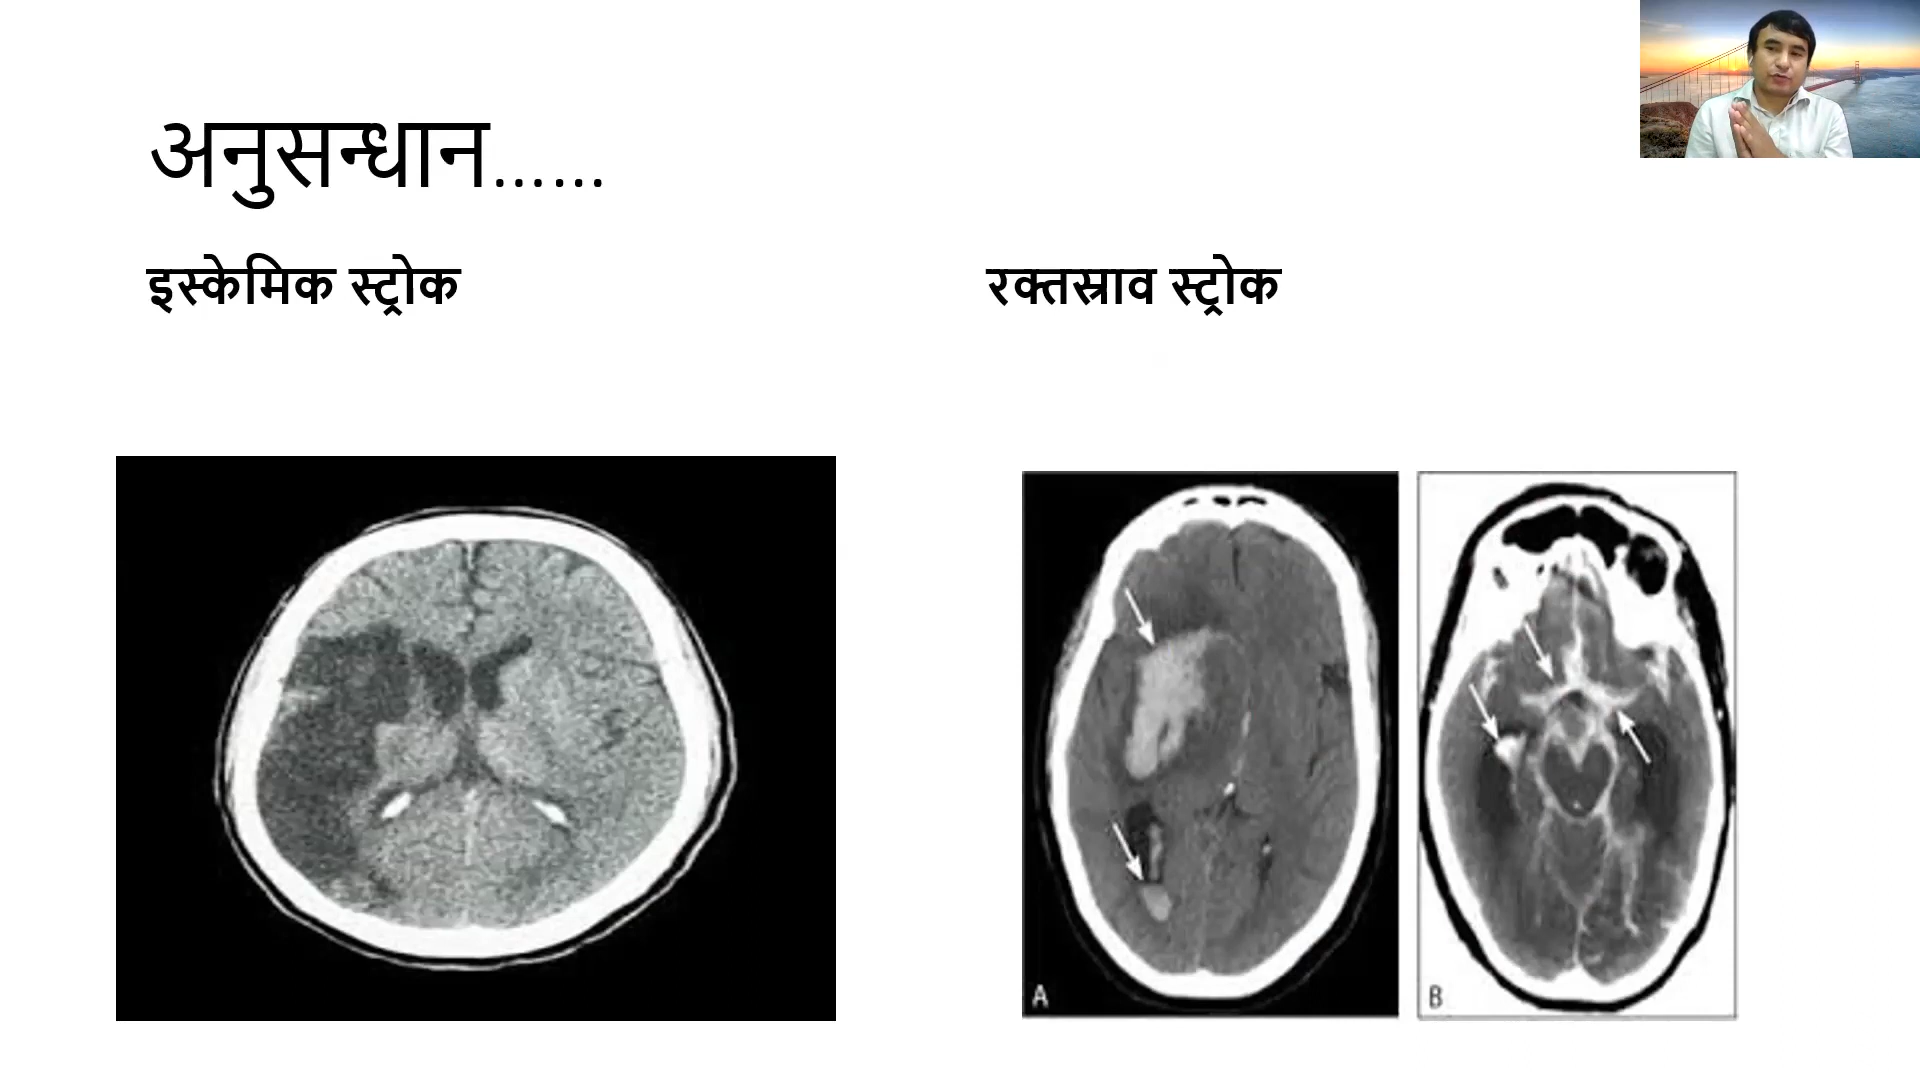 अनुसन्धान......
इस्केमिक स्ट्रोक
रक्तस्राव स्ट्रोक
A
B